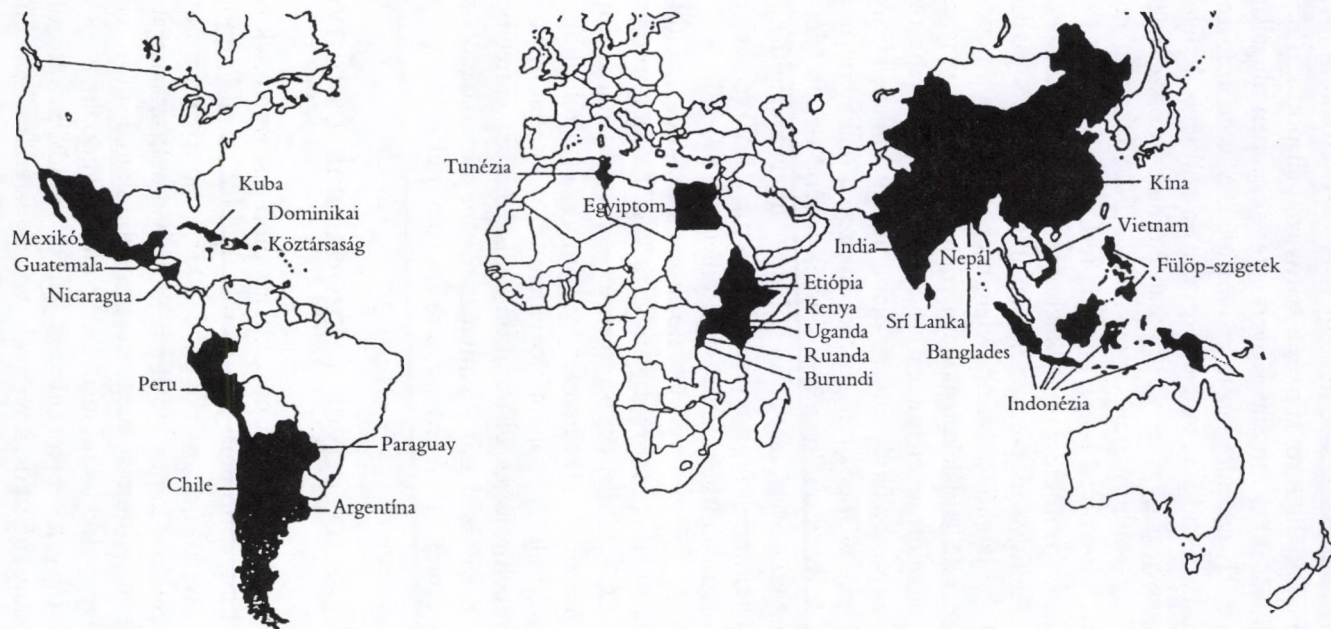 Kuba
Dominikai
Köztársaság
Mexikó
Guatemala
Nicaragua
Peru
Paraguay
Chile
Argentína
Tunézia
Egyiptom
Etiópia
Kenya
Uganda
Ruanda
Burundi
India
Nepál
Srí Lanka
Banglades
Kína
Vietnam
Fülöp-szigetek
Indonézia